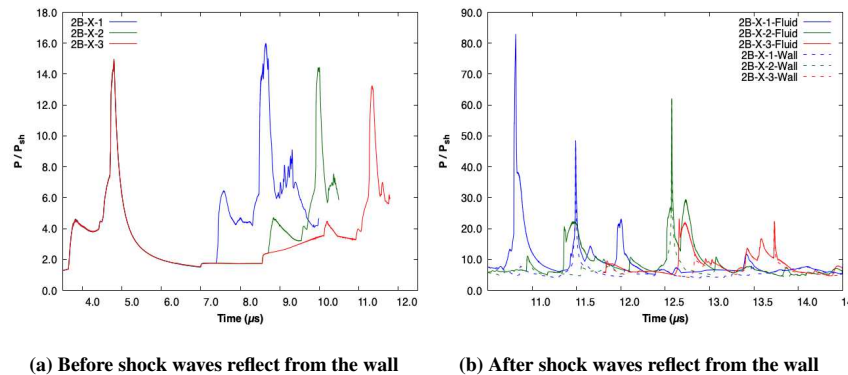 18.0
16.0
14.0
12.0
10.0
8.0
6.0
4.0
2.0
0.0
P / Psh
2B-X-1
2B-X-2
2B-X-3
4.0 5.0 6.0 7.0 8.0 9.0 10.0 11.0 12.0
Time (μs)
(a) Before shock waves reflect from the wall
90.0
80.0
70.0
60.0
50.0
40.0
30.0
20.0
10.0
0.0
P / Psh
2B-X-1-Fluid
2B-X-2-Fluid
2B-X-3-Fluid
2B-X-1-Wall
2B-X-2-Wall
2B-X-3-Wall
11.0 11.5 12.0 12.5 13.0 13.5 14.0 14
Time (μs)
(b) After shock waves reflect from the wall